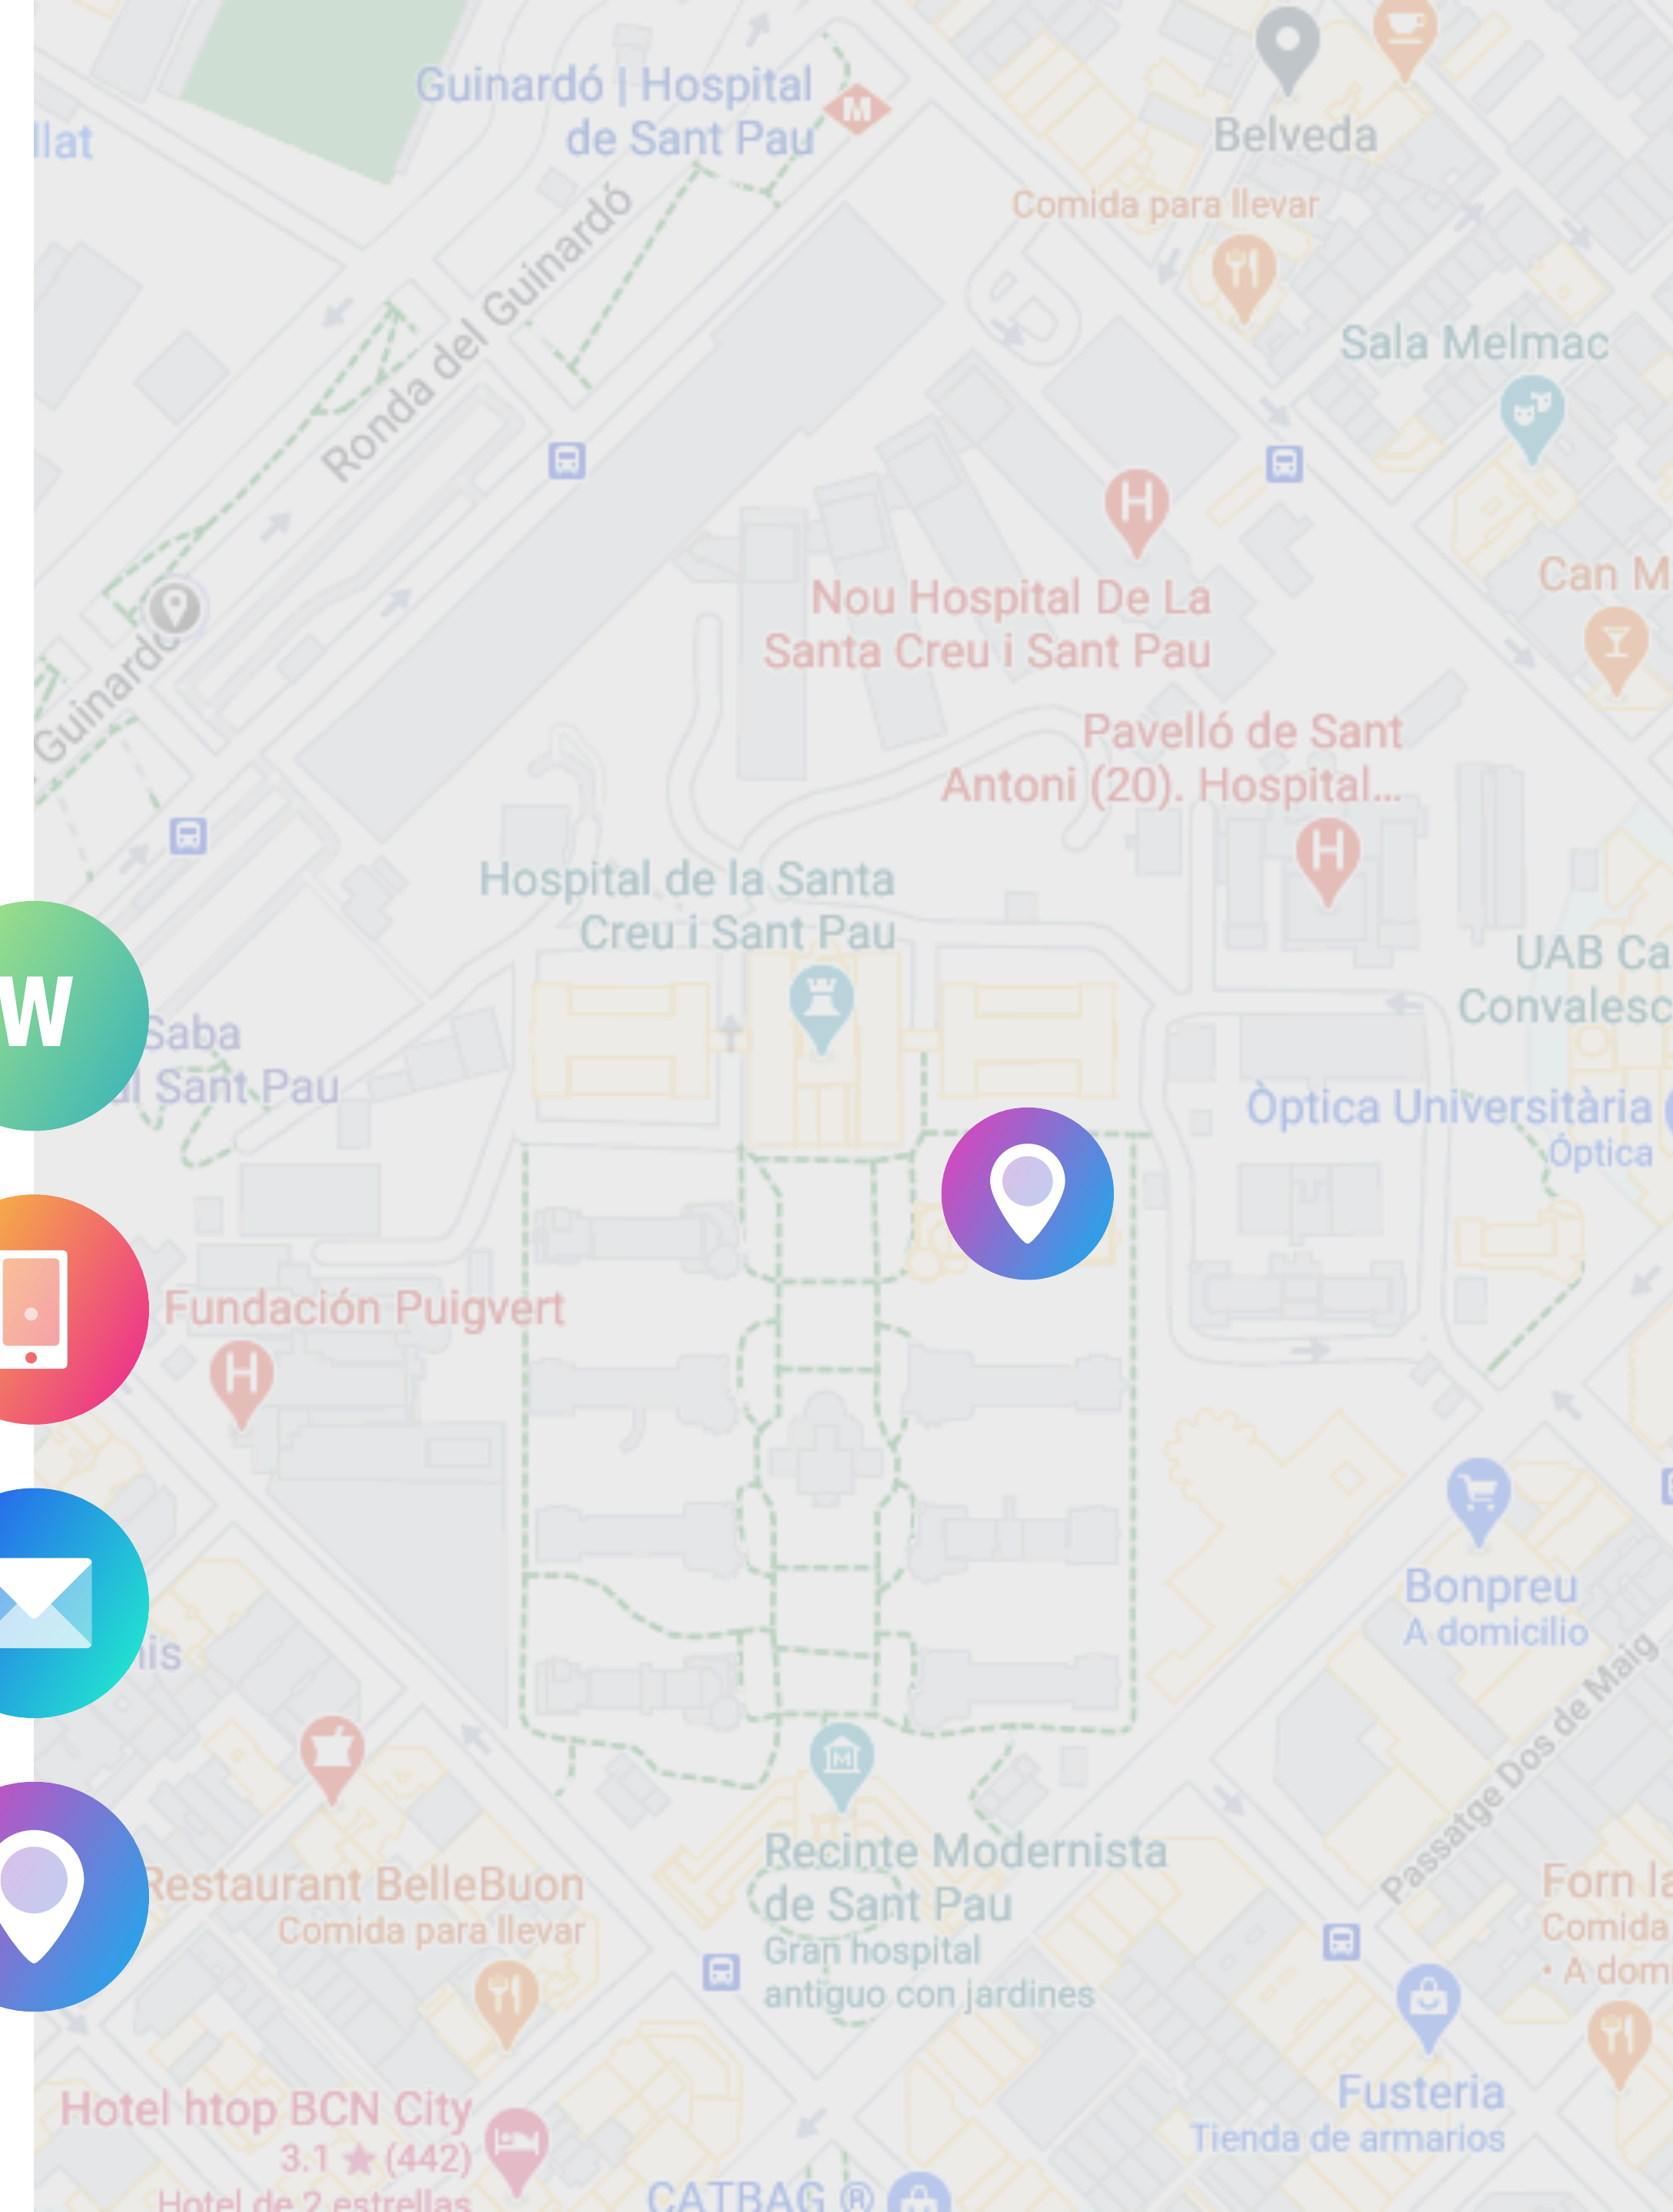 Guinardó | Hospital
de Sant Pau
llat
Belveda
Comida para llevar
Ronda del Guinardó
Sala Melmac
Nou Hospital De La
Santa Creu i Sant Pau
Can M
Guinardó
Pavelló de Sant
Antoni (20). Hospital...
Hospital de la Santa
Creu i Sant Pau
UAB Ca
Convalesc
W
Saba
al Sant Pau
Òptica Universitària
Óptica
Fundación Puigvert
Bonpreu
A domicilio
nis
Passatge Dos de Maig
Recinte Modernista
de Sant Pau
Gran hospital
antiguo con jardines
Restaurant BelleBuon
Comida para llevar
Forn la
Comida
• A domi
Fusteria
Tienda de armarios
Hotel htop BCN City
3.1 ★ (442)
Hotel de 2 estrellas
CATBAG ®